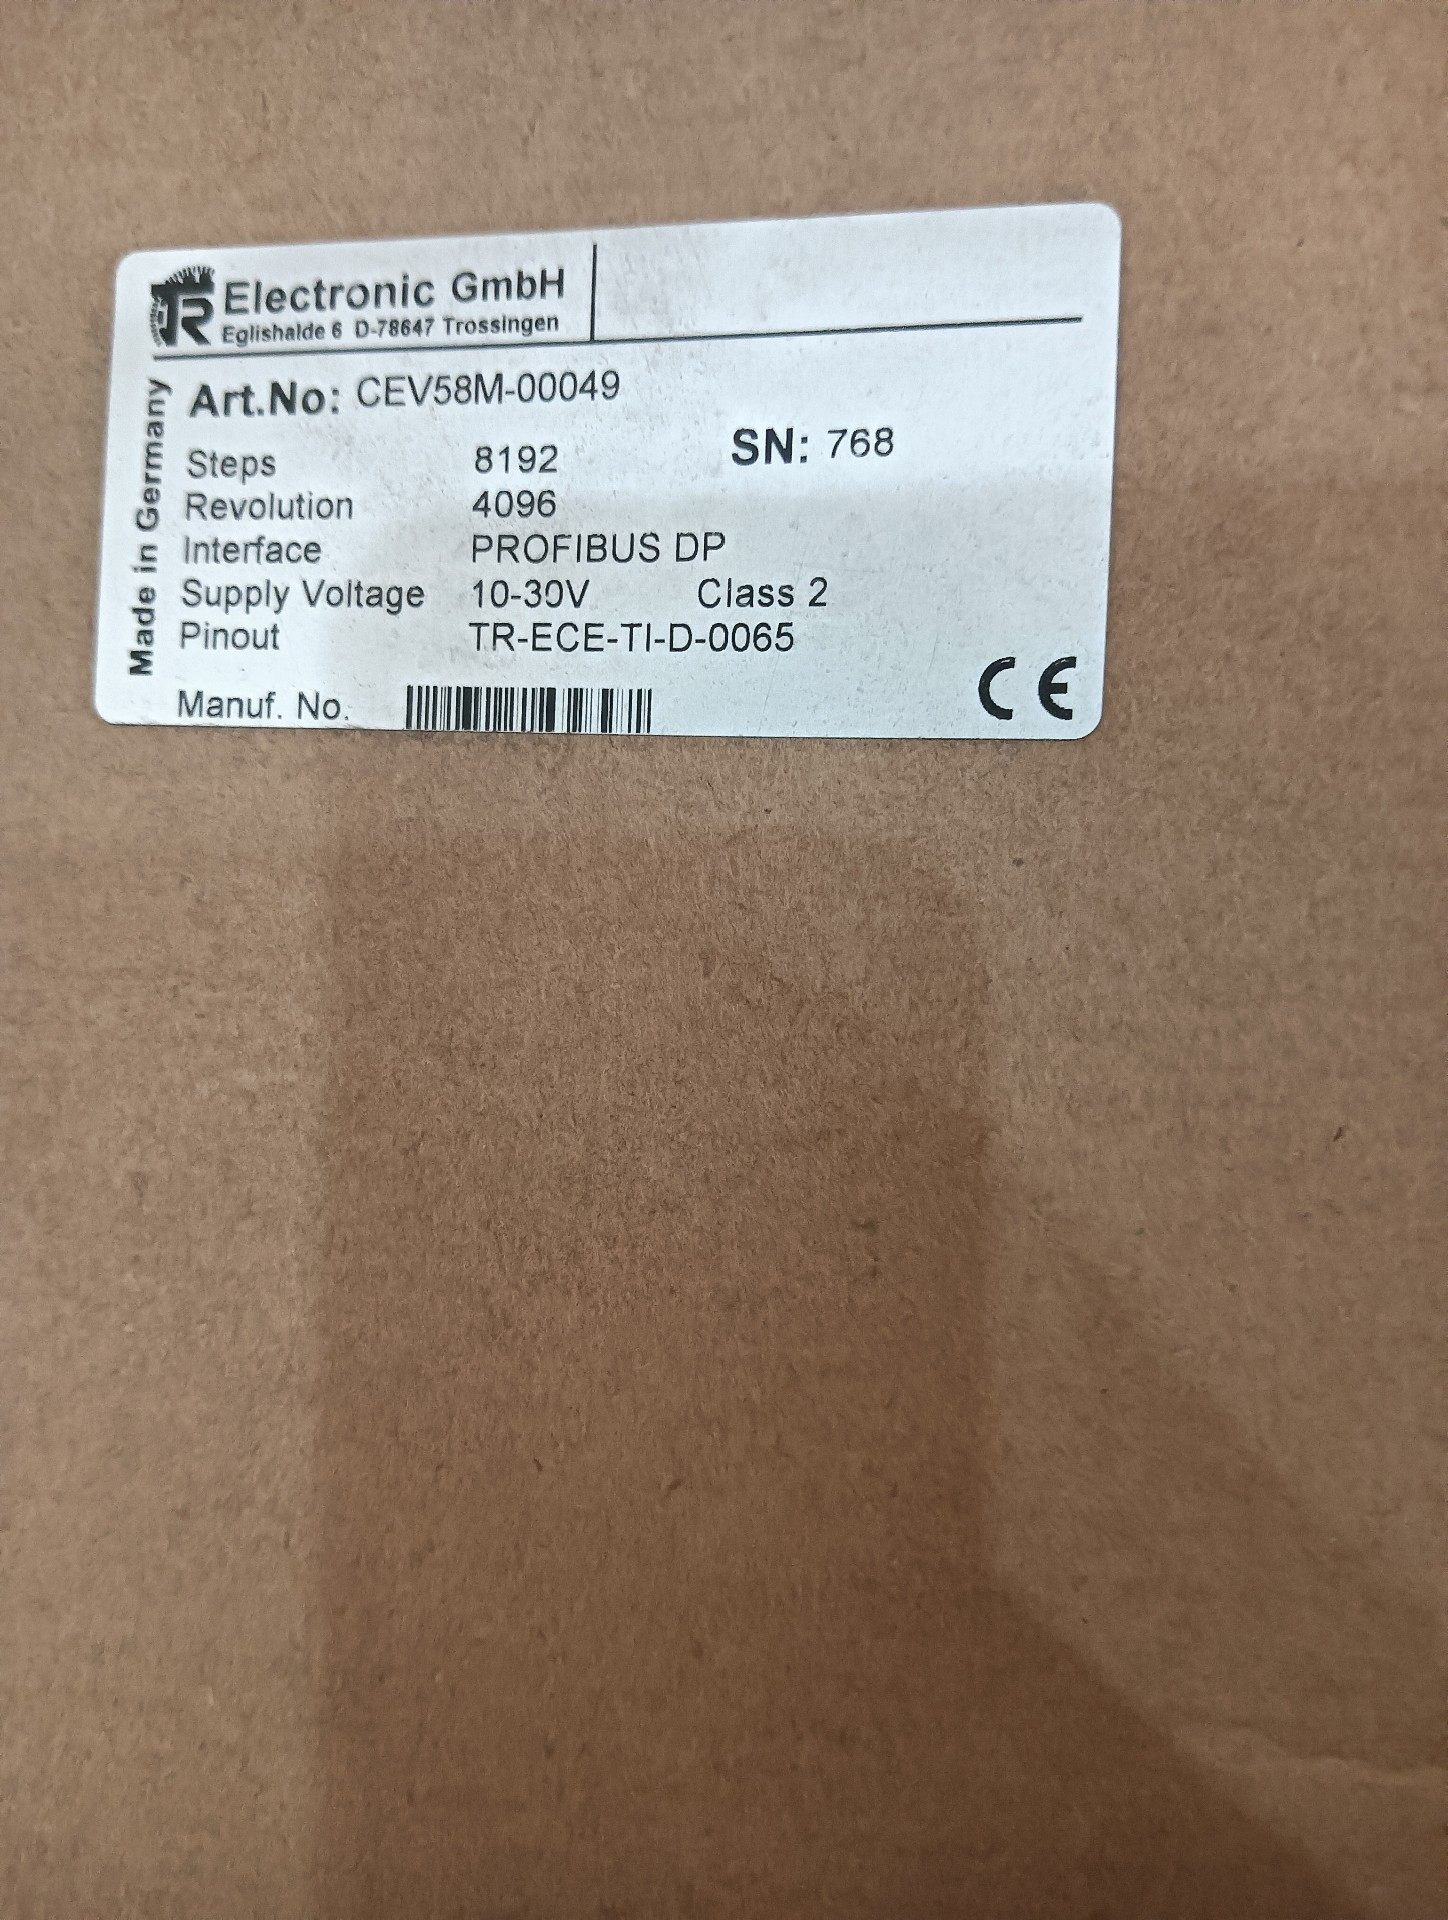 TR Electronic GmbH
Eglishalde 6 D-78647 Trossingen
Made in Germany
Art.No: CEV58M-00049
SN: 768
Steps 8192
Revolution 4096
Interface PROFIBUS DP
Supply Voltage 10-30V Class 2
Pinout TR-ECE-TI-D-0065
Manuf. No.
CE